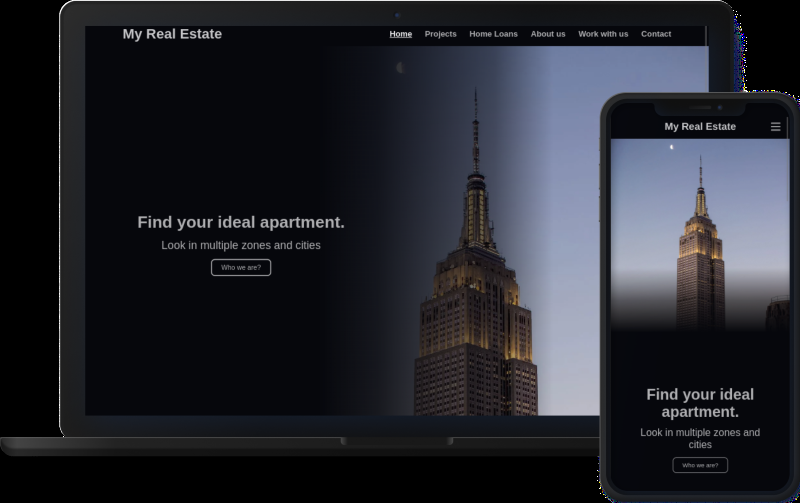 My Real Estate
Home Projects Home Loans About us Work with us Contact
Find your ideal apartment.
Look in multiple zones and cities
Who we are?
My Real Estate
Find your ideal
apartment.
Look in multiple zones and
cities
Who we are?